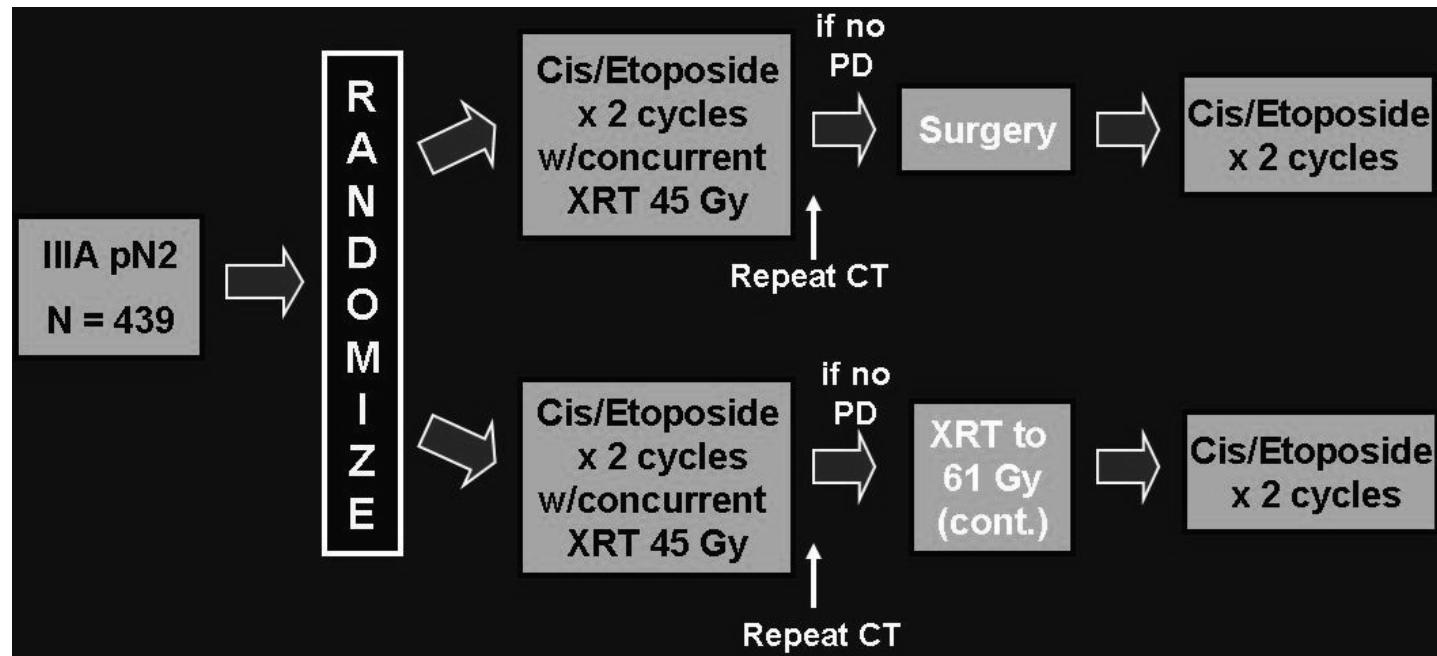 IIIA pN2
N = 439
RANDOMIZE
Cis/Etoposide
x 2 cycles
w/concurrent
XRT 45 Gy
if no
PD
Repeat CT
Surgery
Cis/Etoposide
x 2 cycles
Cis/Etoposide
x 2 cycles
w/concurrent
XRT 45 Gy
if no
PD
Repeat CT
XRT to
61 Gy
(cont.)
Cis/Etoposide
x 2 cycles